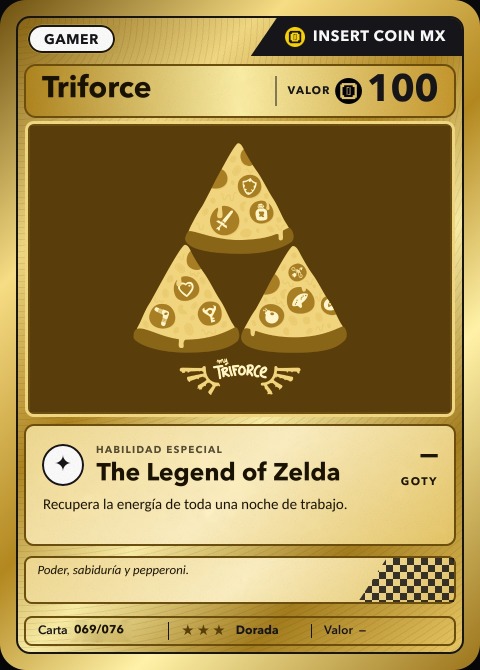 GAMER
INSERT COIN MX
Triforce
VALOR 100
my
TRIFORCE
HABILIDAD ESPECIAL
The Legend of Zelda
—
GOTY
Recupera la energía de toda una noche de trabajo.
Poder, sabiduría y pepperoni.
Carta 069/076 ★ ★ ★ Dorada Valor —